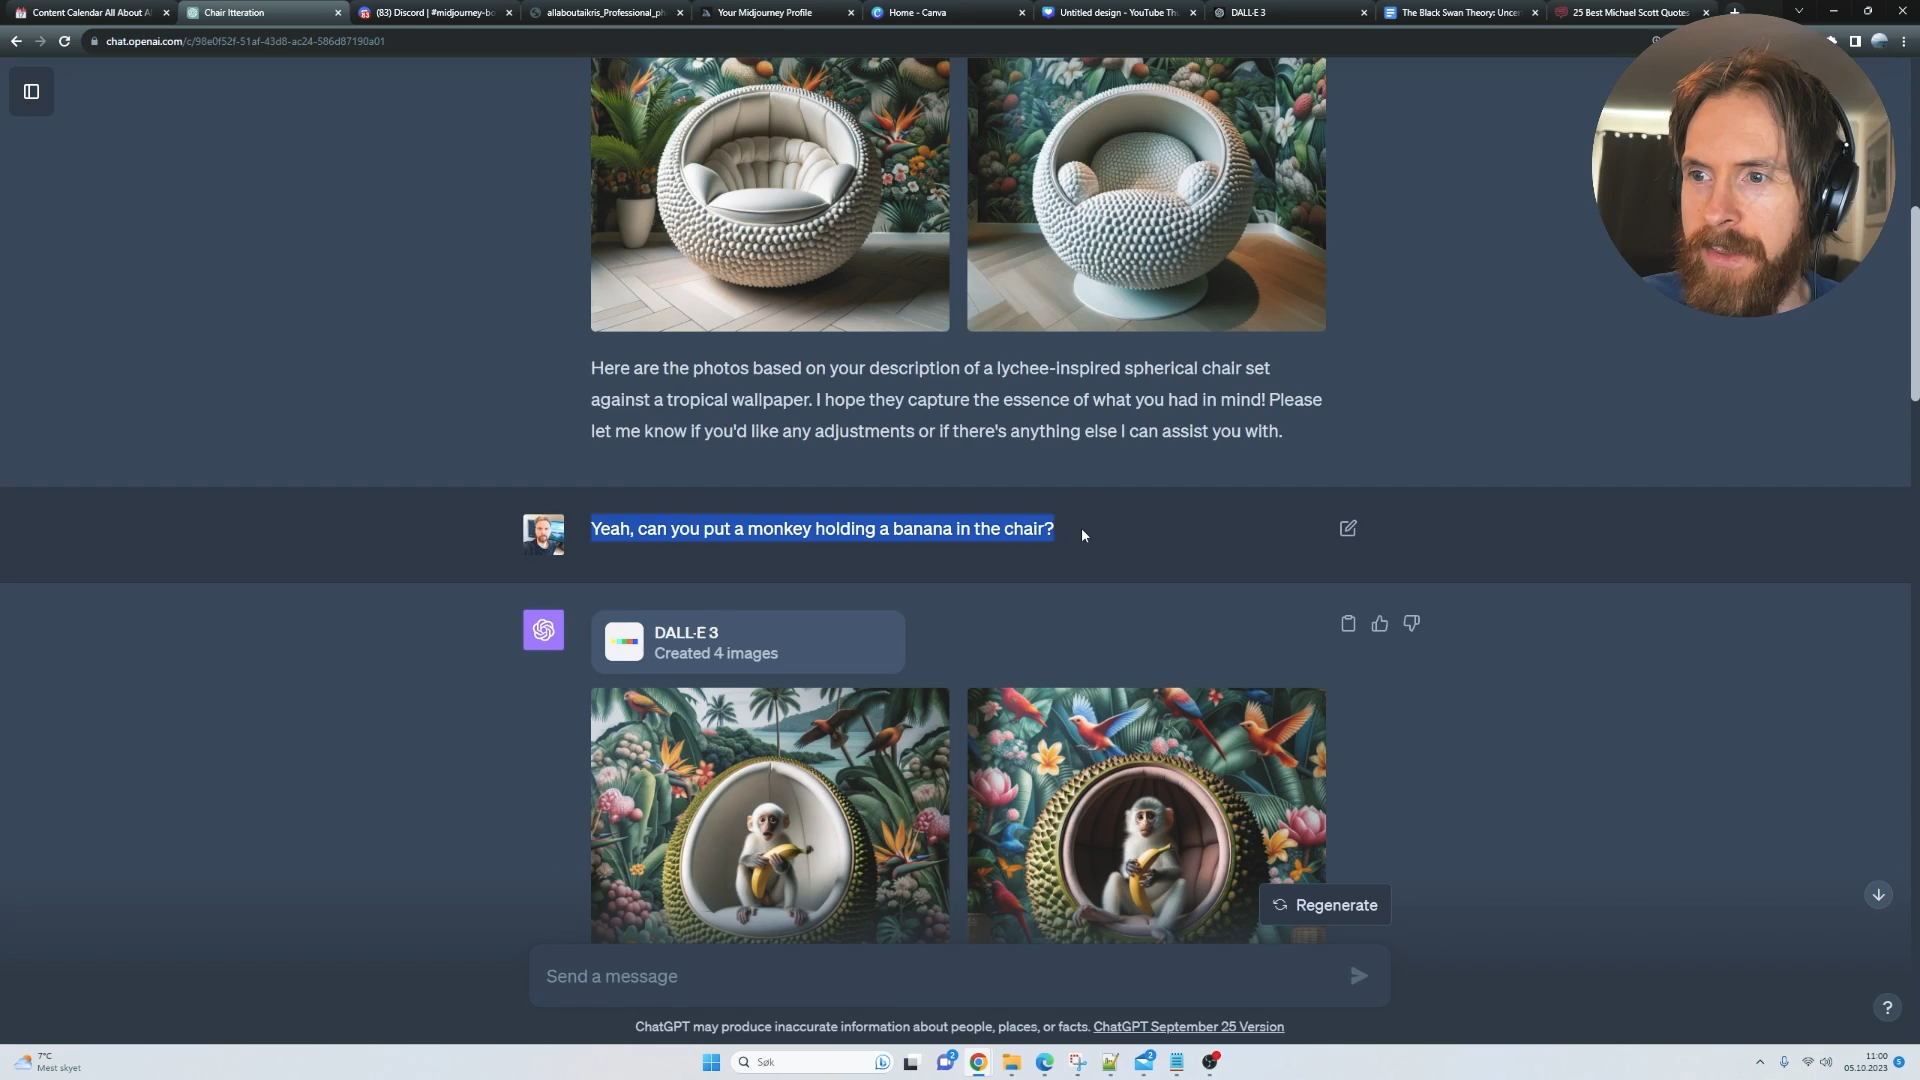 Content Calendar All About A
Chair Itteration
(83) Discord | #midjourney-bo
allaboutaikris_Professional_ph
Your Midjourney Profile
Home - Canva
Untitled design - YouTube Th
DALL·E 3
The Black Swan Theory: Uncer
25 Best Michael Scott Quotes
chat.openai.com/c/98e0f52f-51af-43d8-ac24-586d87190a01
Here are the photos based on your description of a lychee-inspired spherical chair set
against a tropical wallpaper. I hope they capture the essence of what you had in mind! Please
let me know if you'd like any adjustments or if there's anything else I can assist you with.
Yeah, can you put a monkey holding a banana in the chair?
DALL·E 3
Created 4 images
Regenerate
Send a message
ChatGPT may produce inaccurate information about people, places, or facts. ChatGPT September 25 Version
?
7°C
Mest skyet
Søk
2
2
11:00
05.10.2023
5